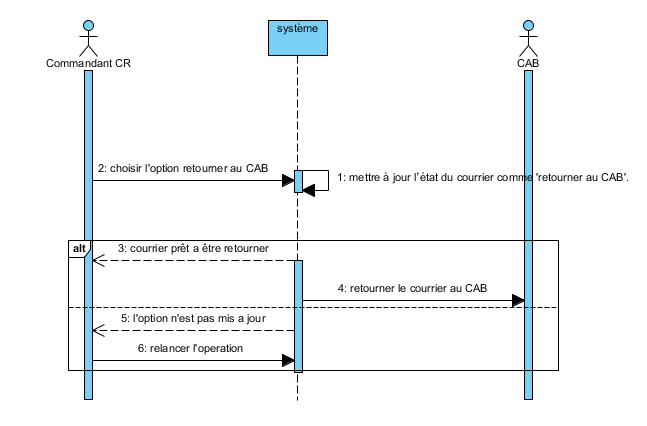 système
Commandant CR
CAB
2: choisir l'option retourner au CAB
1: mettre à jour l'état du courrier comme 'retourner au CAB'.
alt
3: courrier prêt a être retourner
4: retourner le courrier au CAB
5: l'option n'est pas mis a jour
6: relancer l'operation